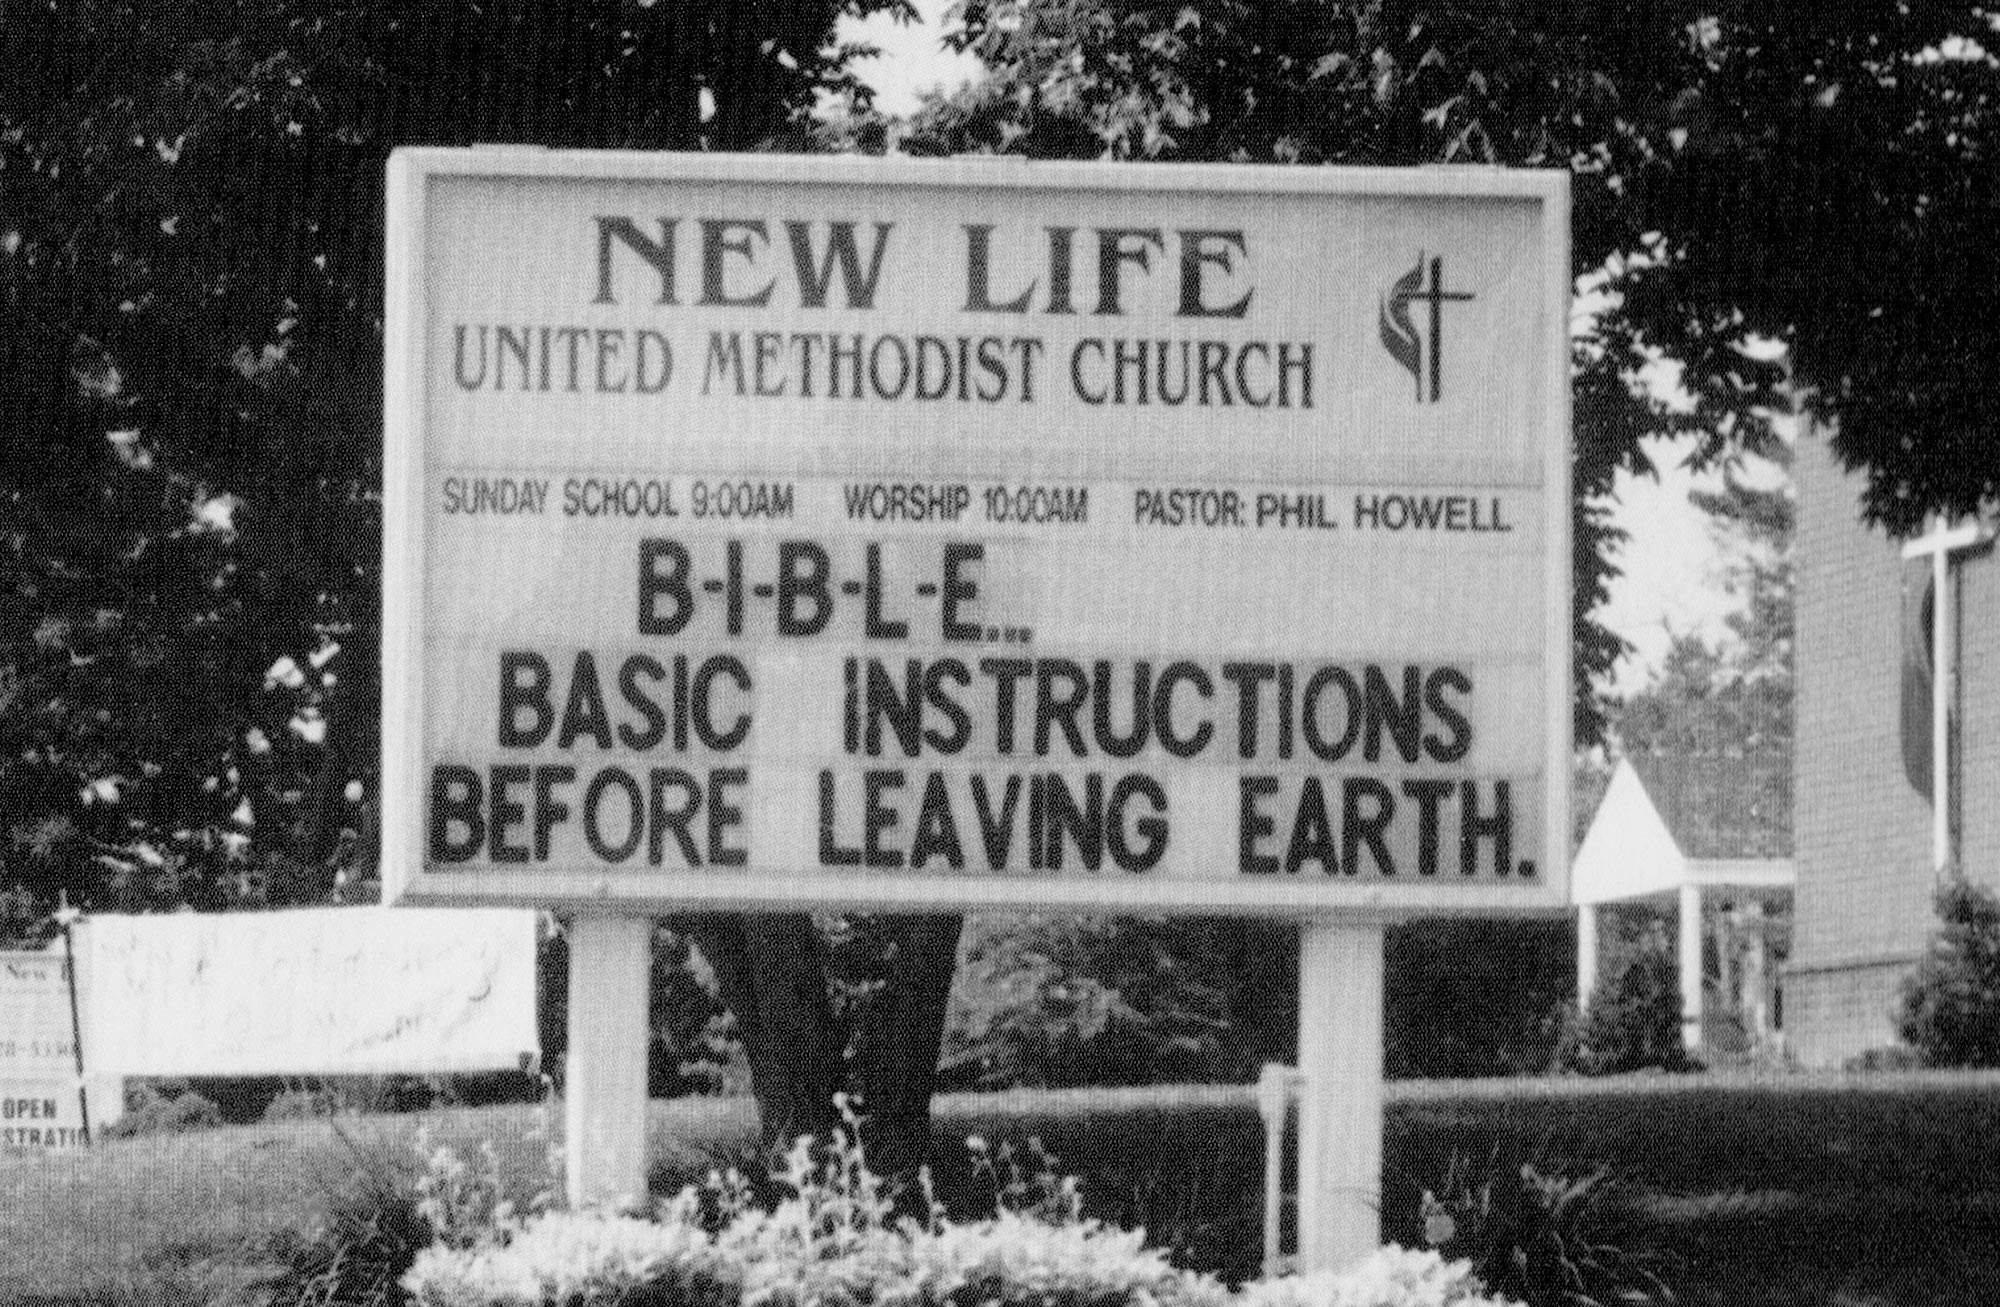 NEW LIFE
UNITED METHODIST CHURCH
SUNDAY SCHOOL 9:00AM WORSHIP 10:00AM PASTOR: PHIL HOWELL
B-I-B-L-E...
BASIC INSTRUCTIONS
BEFORE LEAVING EARTH.
New
OPEN